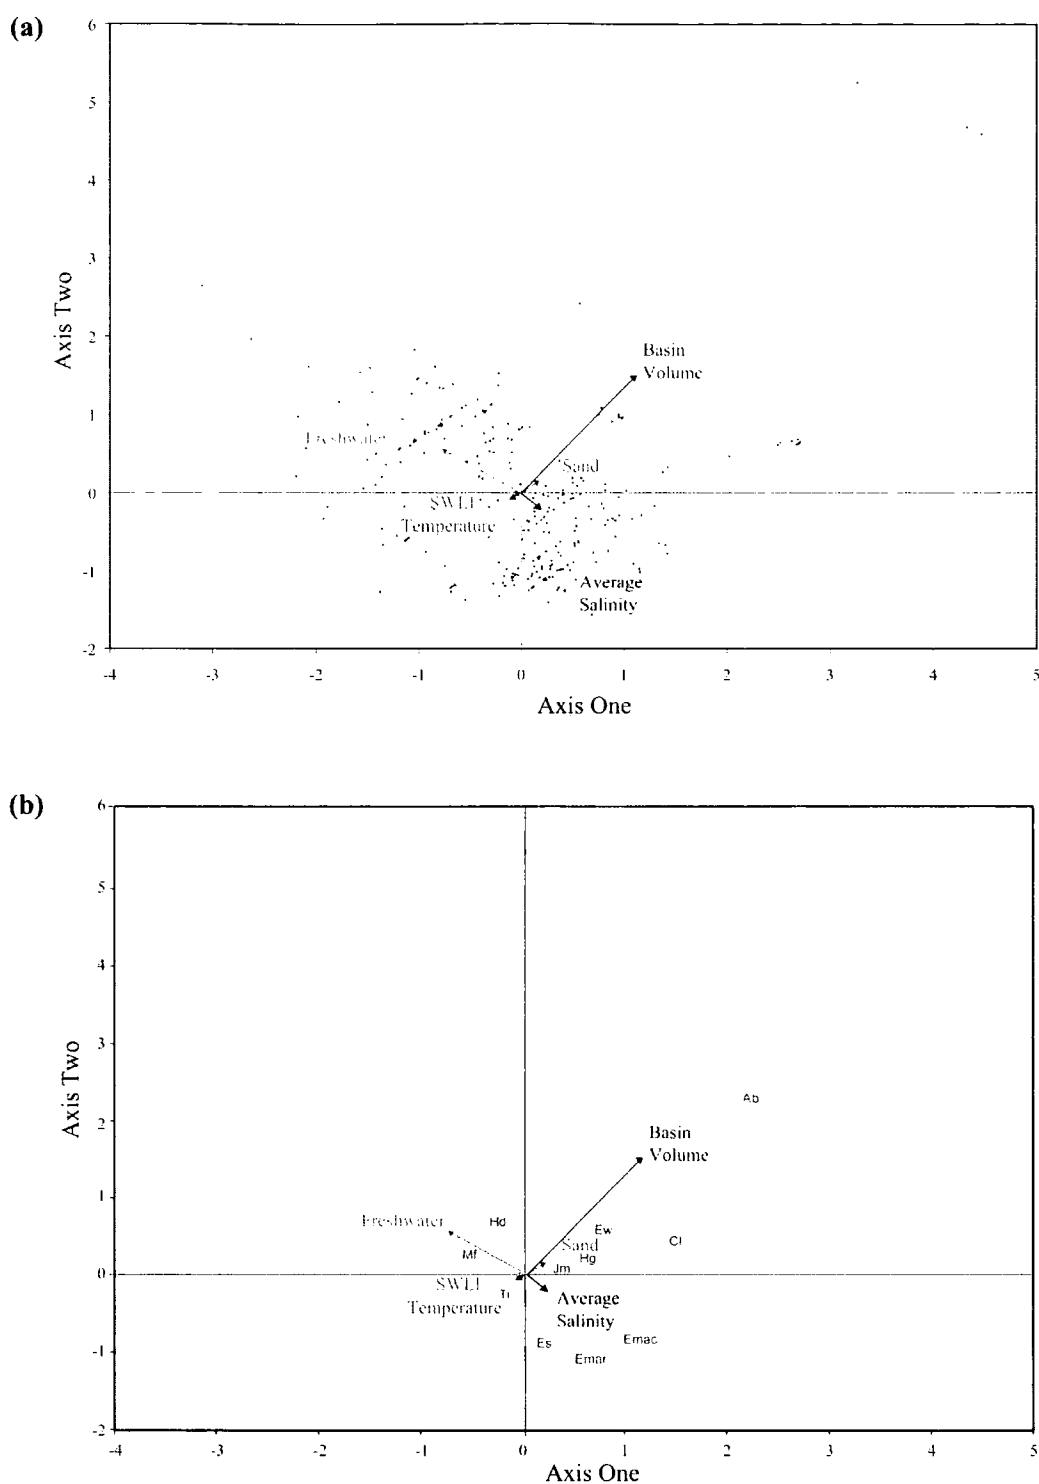 (a)
6
5
4
3
2
1
0
-1
-2
Axis Two
Basin
Volume
Freshwater
Sand
SWLI
Temperature
Average
Salinity
-4
-3
-2
-1
0
1
2
3
4
5
Axis One
(b)
6
5
4
3
2
1
0
-1
-2
Axis Two
Ab
Basin
Volume
Freshwater
Hd
Ew
Mf
Sand
Cl
Hg
Jm
SWLI
Temperature
Average
Salinity
Es
Emac
Emar
-4
-3
-2
-1
0
1
2
3
4
5
Axis One